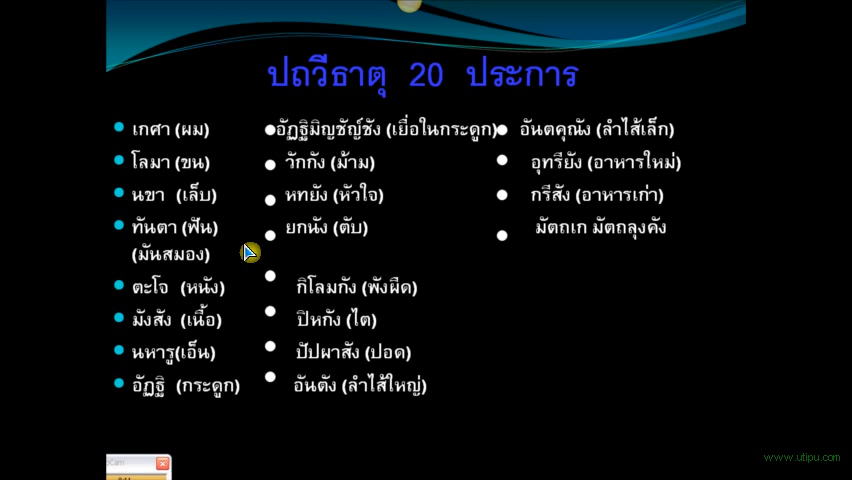 ปถวีธาตุ 20 ประการ
เกศา (ผม)
โลมา (ขน)
นขา (เล็บ)
ทันตา (ฟัน)
(มันสมอง)
ตะโจ (หนัง)
มังสัง (เนื้อ)
นหารู(เอ็น)
อัฏฐิ (กระดูก)
อัฏฐิมิญชัญชัง (เยื่อในกระดูก)
วักกัง (ม้าม)
หทยัง (หัวใจ)
ยกนัง (ตับ)
กิโลมกัง (พังผืด)
ปิหกัง (ไต)
ปัปผาสัง (ปอด)
อันตัง (ลำไส้ใหญ่)
อันตคุณัง (ลำไส้เล็ก)
อุทรียัง (อาหารใหม่)
กรีสัง (อาหารเก่า)
มัตถเก มัตถลุงคัง
www.utipu.com